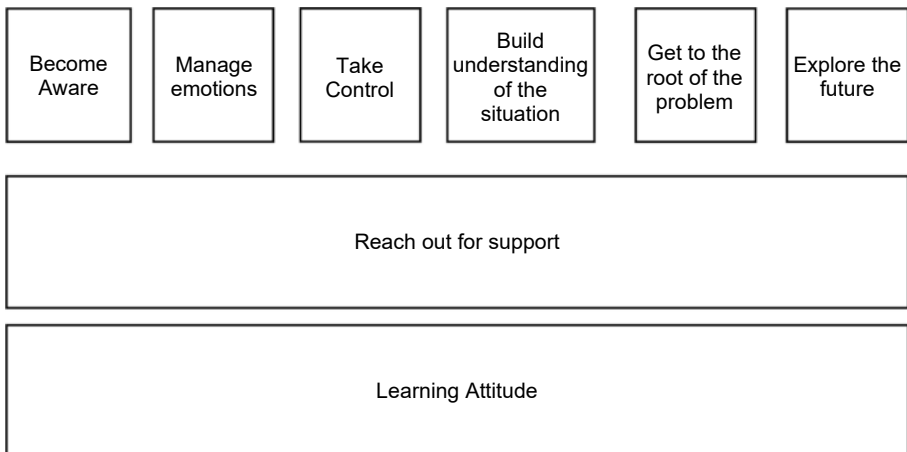 Become
Aware
Manage
emotions
Take
Control
Build
understanding
of the
situation
Get to the
root of the
problem
Explore the
future
Reach out for support
Learning Attitude